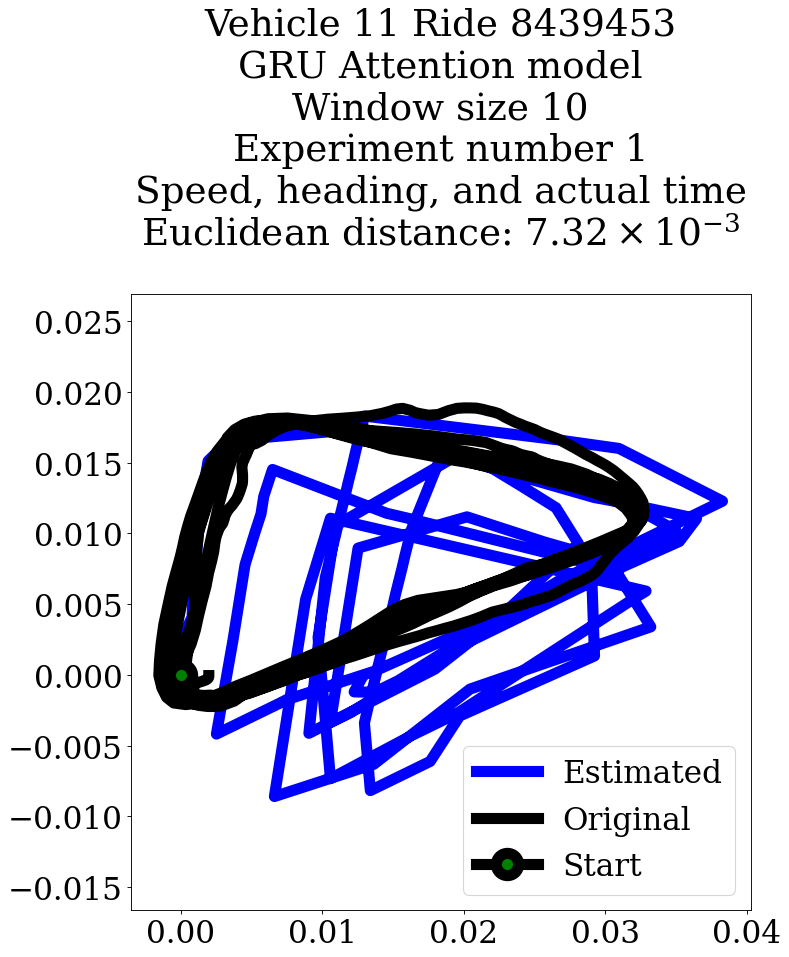 Vehicle 11 Ride 8439453
GRU Attention model
Window size 10
Experiment number 1
Speed, heading, and actual time
Euclidean distance: 7.32 × 10⁻³
0.025
0.020
0.015
0.010
0.005
0.000
−0.005
−0.010
−0.015
Estimated
Original
Start
0.00 0.01 0.02 0.03 0.04